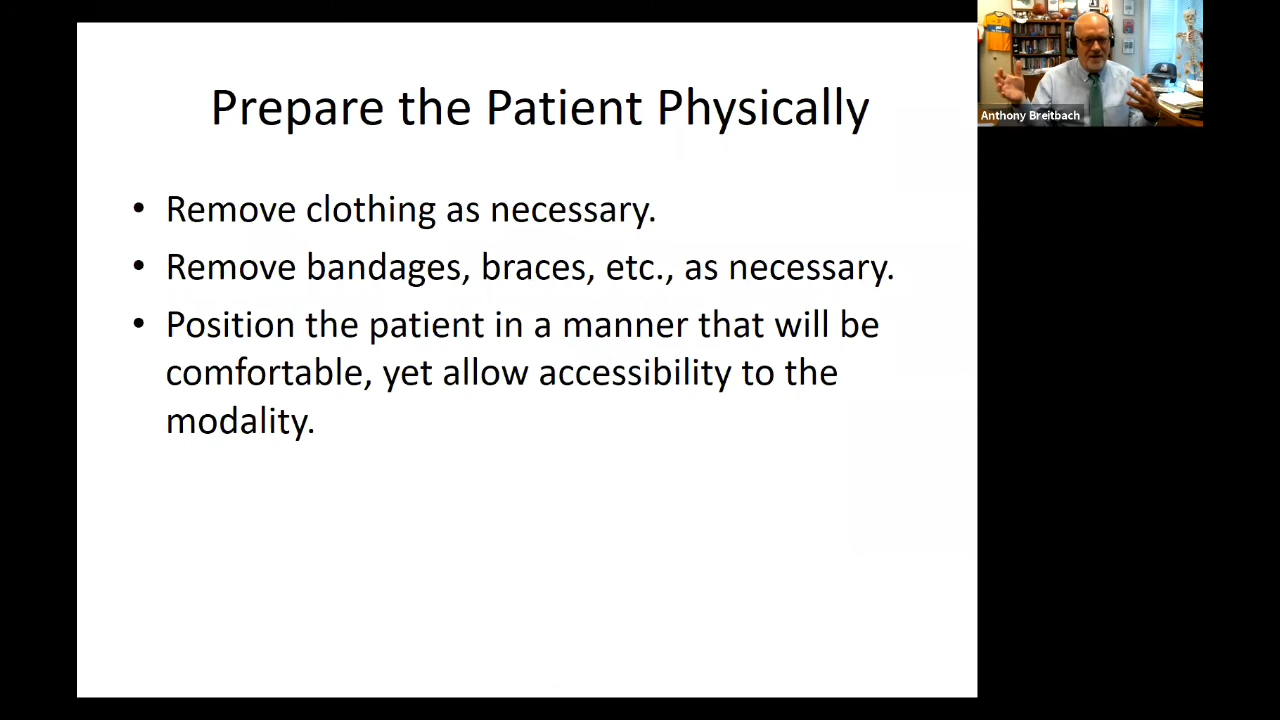 Prepare the Patient Physically
• Remove clothing as necessary.
• Remove bandages, braces, etc., as necessary.
• Position the patient in a manner that will be
comfortable, yet allow accessibility to the
modality.
Anthony Breitbach